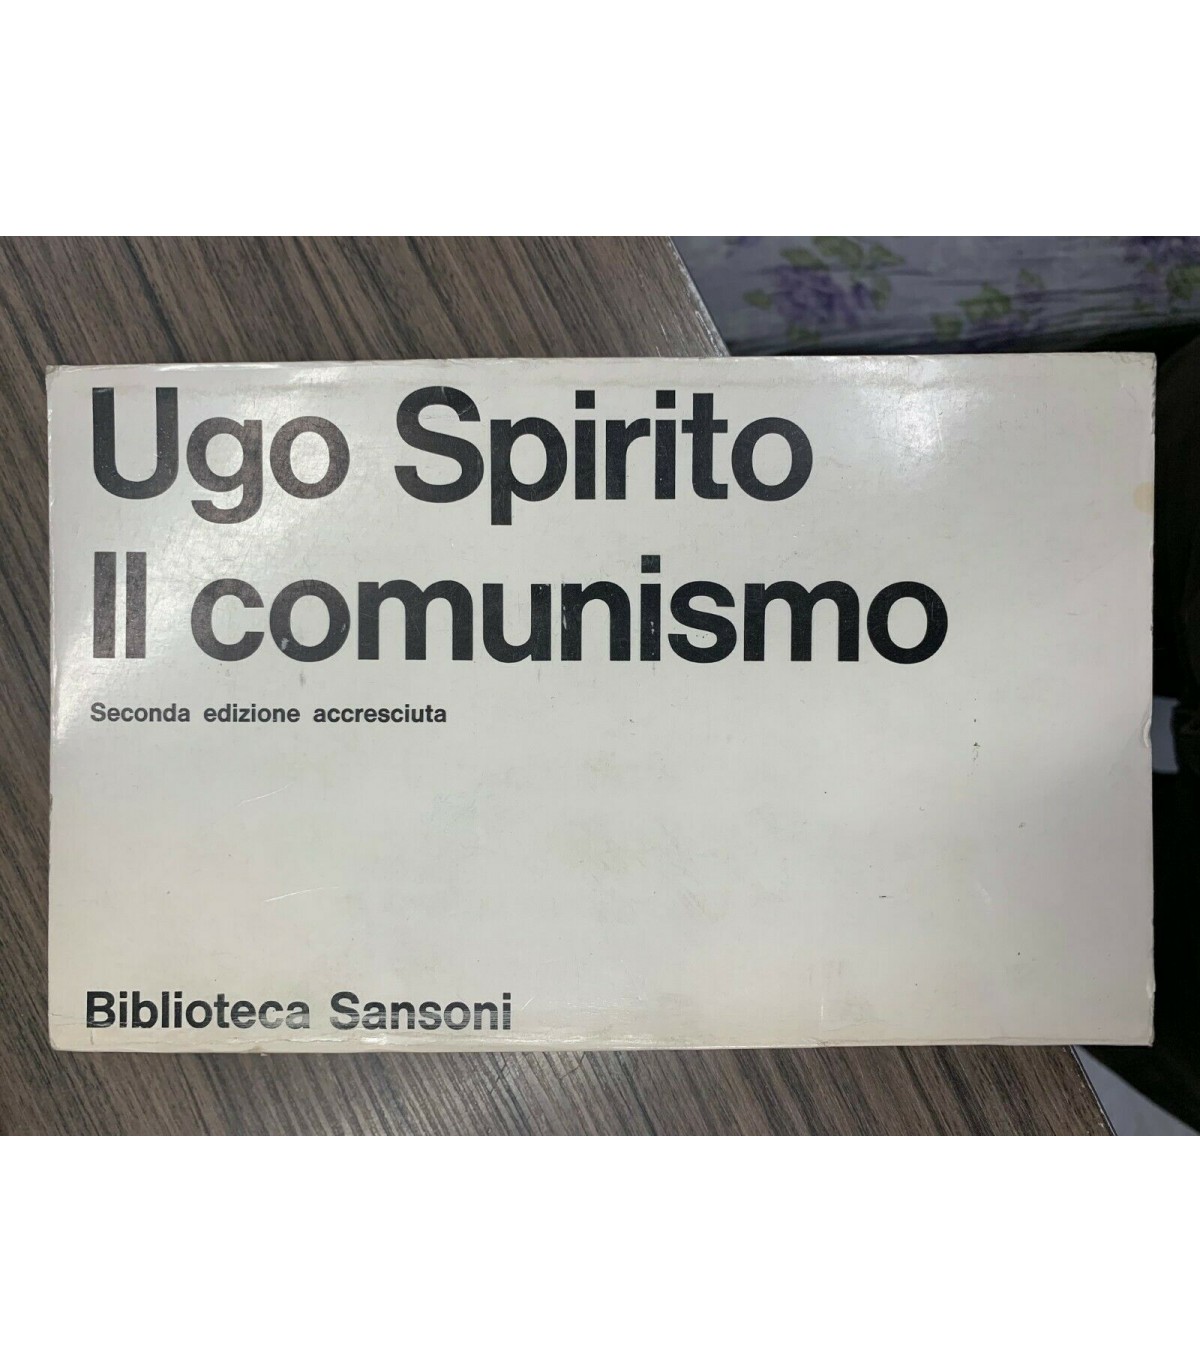 Ugo Spirito
Il comunismo
Seconda edizione accresciuta
Biblioteca Sansoni